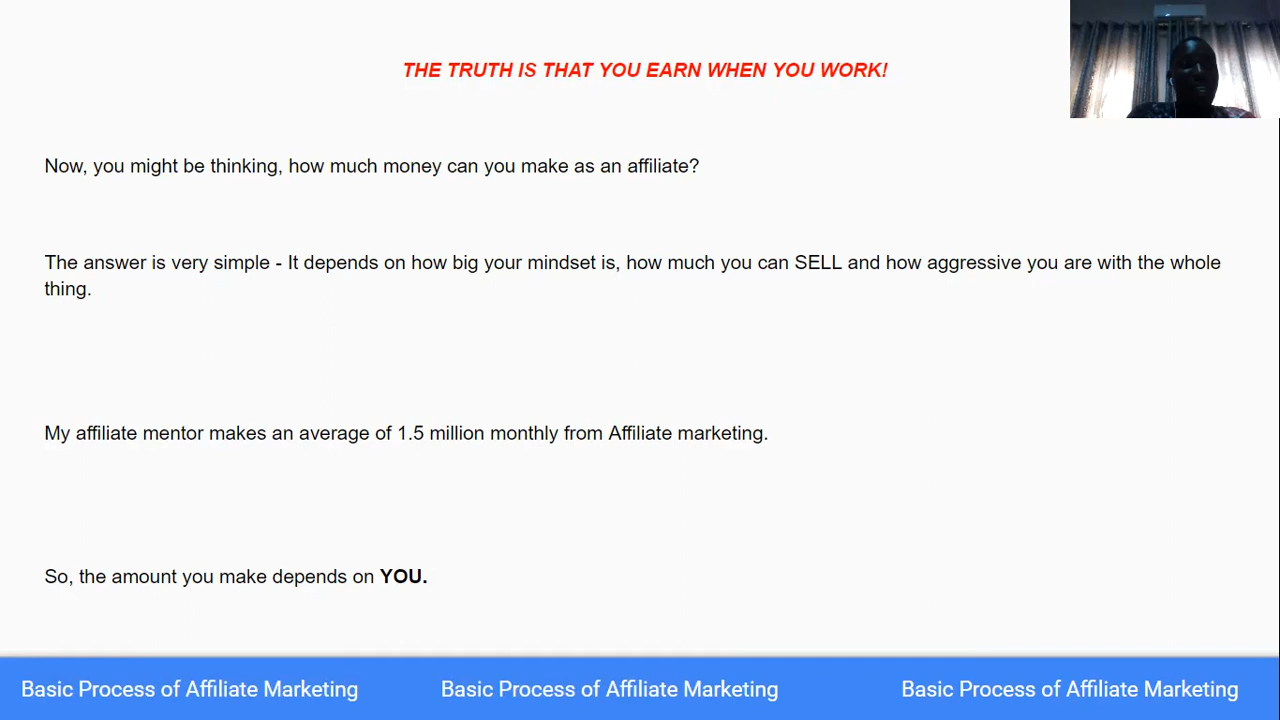 THE TRUTH IS THAT YOU EARN WHEN YOU WORK!
Now, you might be thinking, how much money can you make as an affiliate?
The answer is very simple - It depends on how big your mindset is, how much you can SELL and how aggressive you are with the whole
thing.
My affiliate mentor makes an average of 1.5 million monthly from Affiliate marketing.
So, the amount you make depends on YOU.
Basic Process of Affiliate Marketing
Basic Process of Affiliate Marketing
Basic Process of Affiliate Marketing